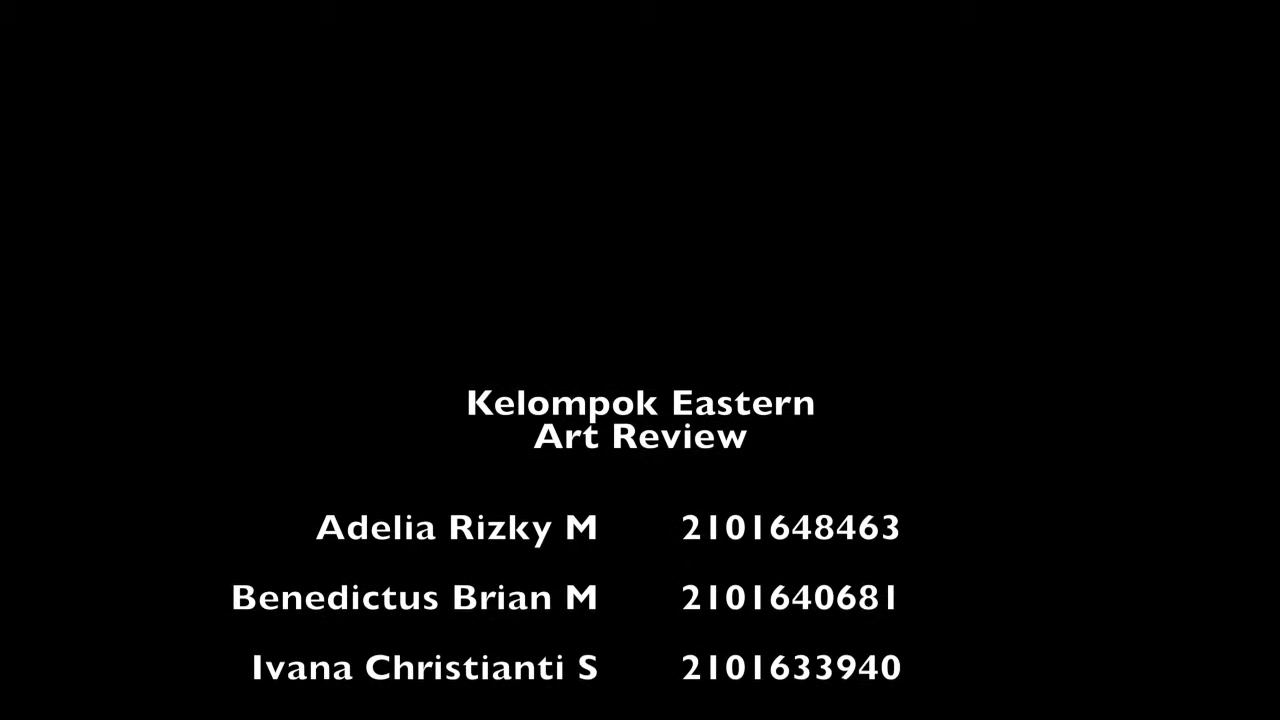 Kelompok Eastern
Art Review
Adelia Rizky M 2101648463
Benedictus Brian M 2101640681
Ivana Christianti S 2101633940